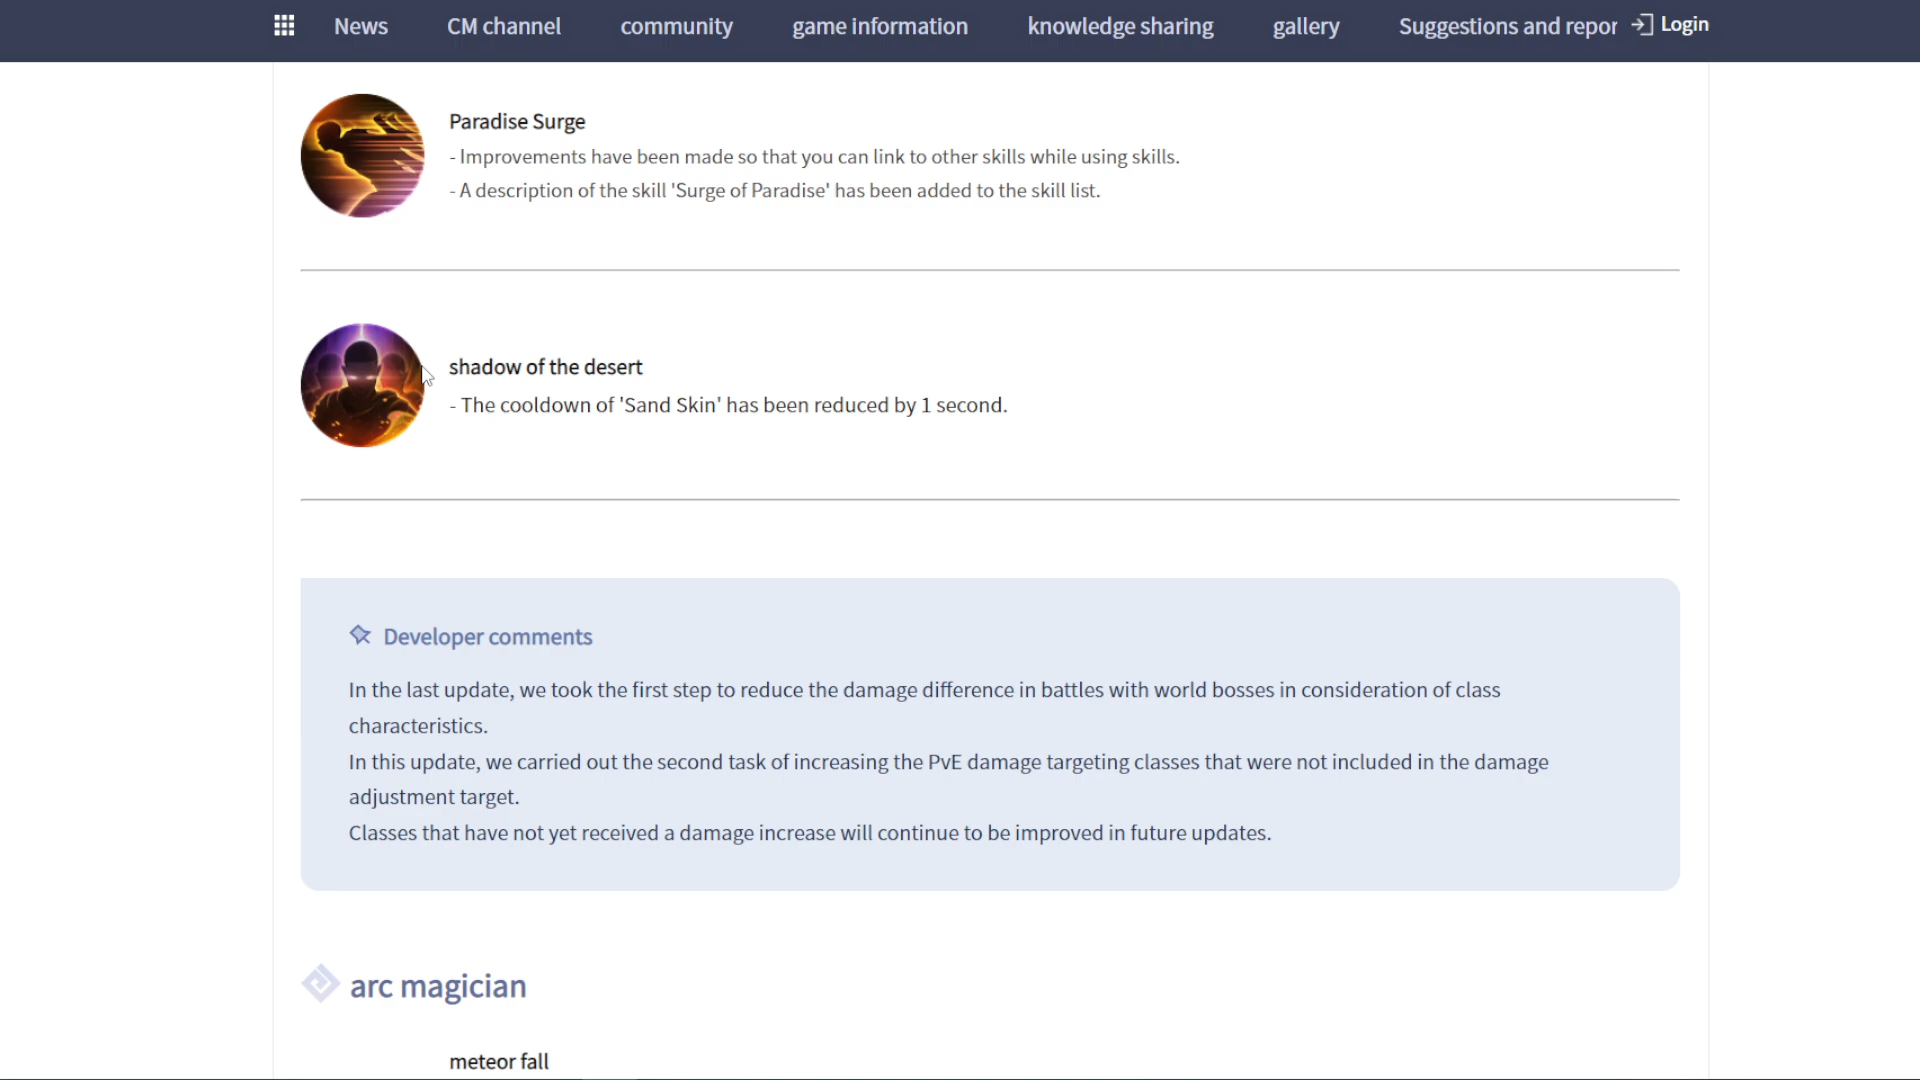 News CM channel community game information knowledge sharing gallery Suggestions and repor Login
Paradise Surge
- Improvements have been made so that you can link to other skills while using skills.
- A description of the skill 'Surge of Paradise' has been added to the skill list.
shadow of the desert
- The cooldown of 'Sand Skin' has been reduced by 1 second.
Developer comments
In the last update, we took the first step to reduce the damage difference in battles with world bosses in consideration of class
characteristics.
In this update, we carried out the second task of increasing the PvE damage targeting classes that were not included in the damage
adjustment target.
Classes that have not yet received a damage increase will continue to be improved in future updates.
arc magician
meteor fall